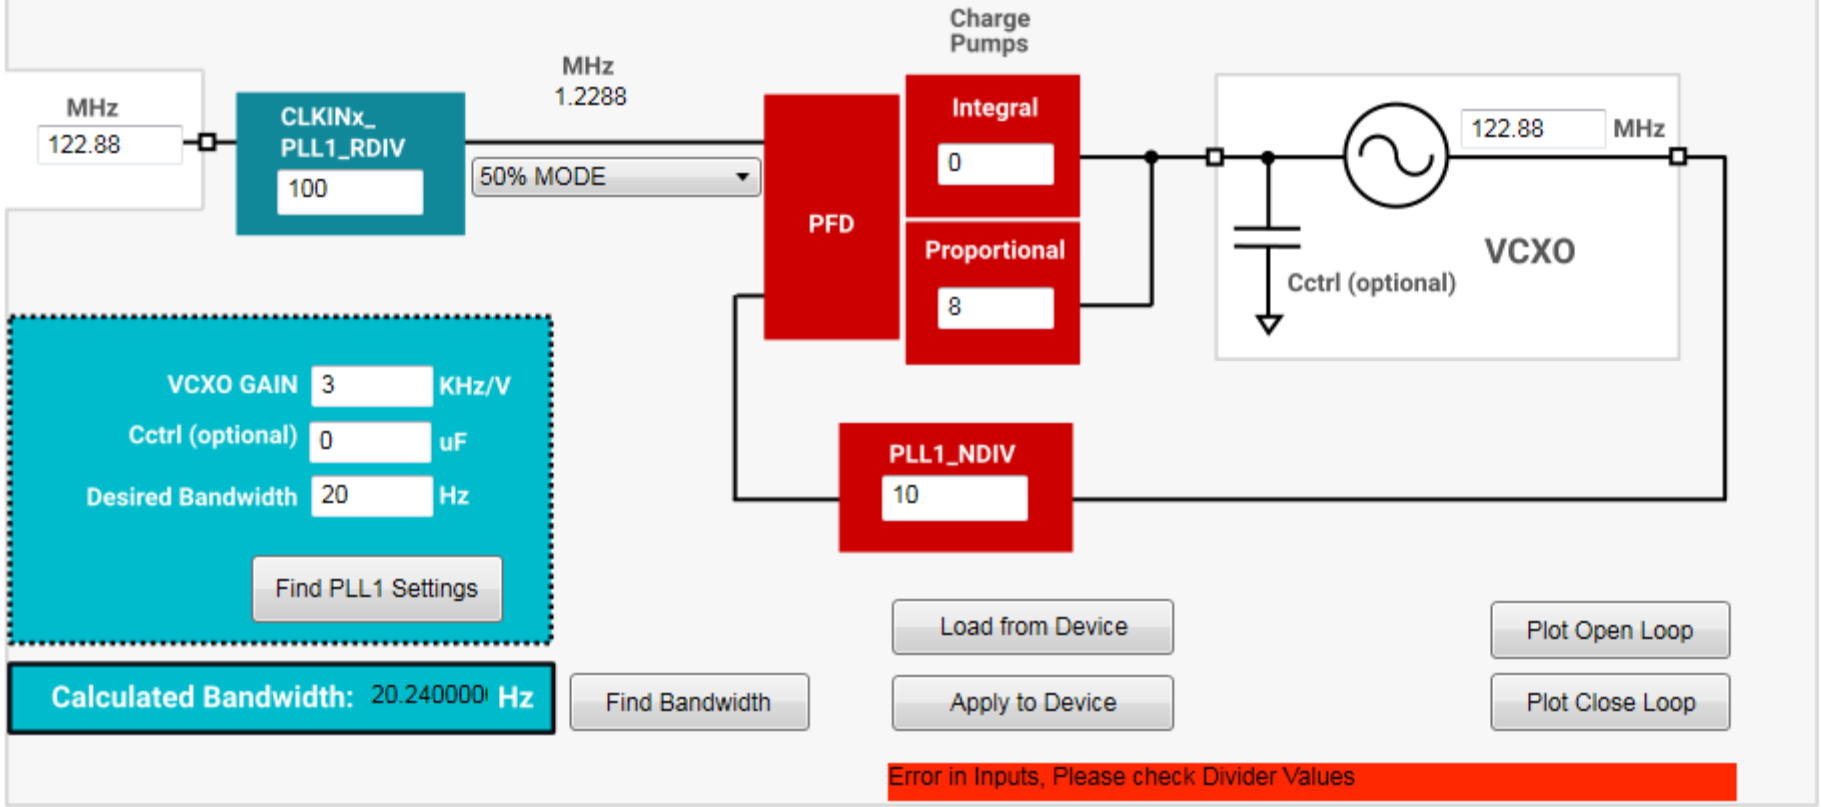 Charge
Pumps
MHz
1.2288
MHz
122.88
CLKINx_
PLL1_RDIV
100
50% MODE
PFD
Integral
0
Proportional
8
122.88 MHz
VCXO
Cctrl (optional)
VCXO GAIN 3 KHz/V
Cctrl (optional) 0 uF
Desired Bandwidth 20 Hz
Find PLL1 Settings
PLL1_NDIV
10
Calculated Bandwidth: 20.240000 Hz
Find Bandwidth
Load from Device
Apply to Device
Plot Open Loop
Plot Close Loop
Error in Inputs, Please check Divider Values